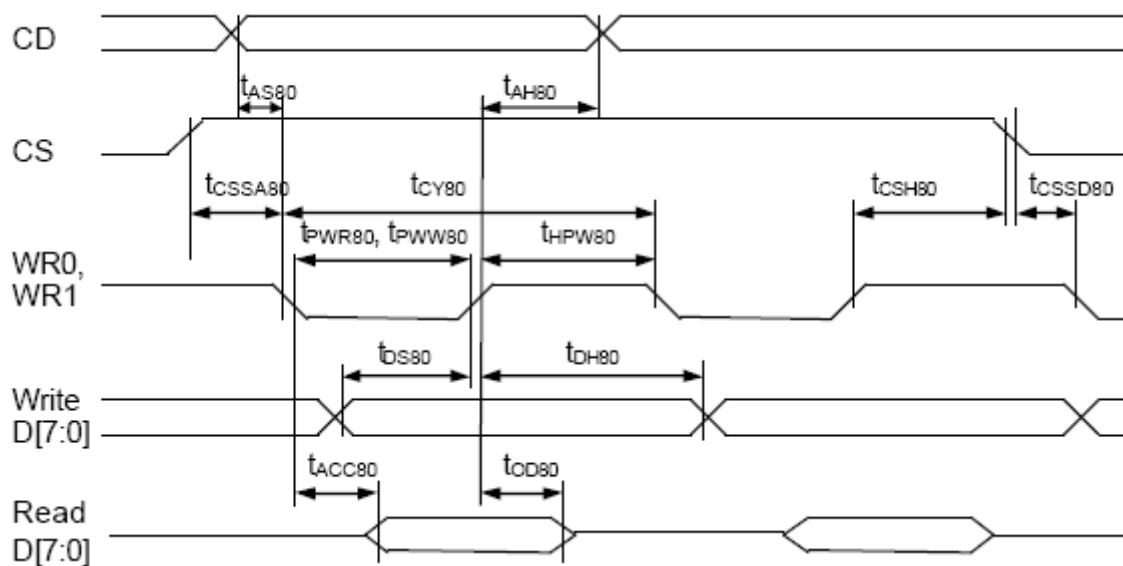 CD
tAS80 tAH80
CS
tCSSA80 tCY80 tCSH80 tCSSD80
tPWR80, tPWW80 tHPW80
WR0,
WR1
tDS80 tDH80
Write
D[7:0]
tACC80 tOD80
Read
D[7:0]